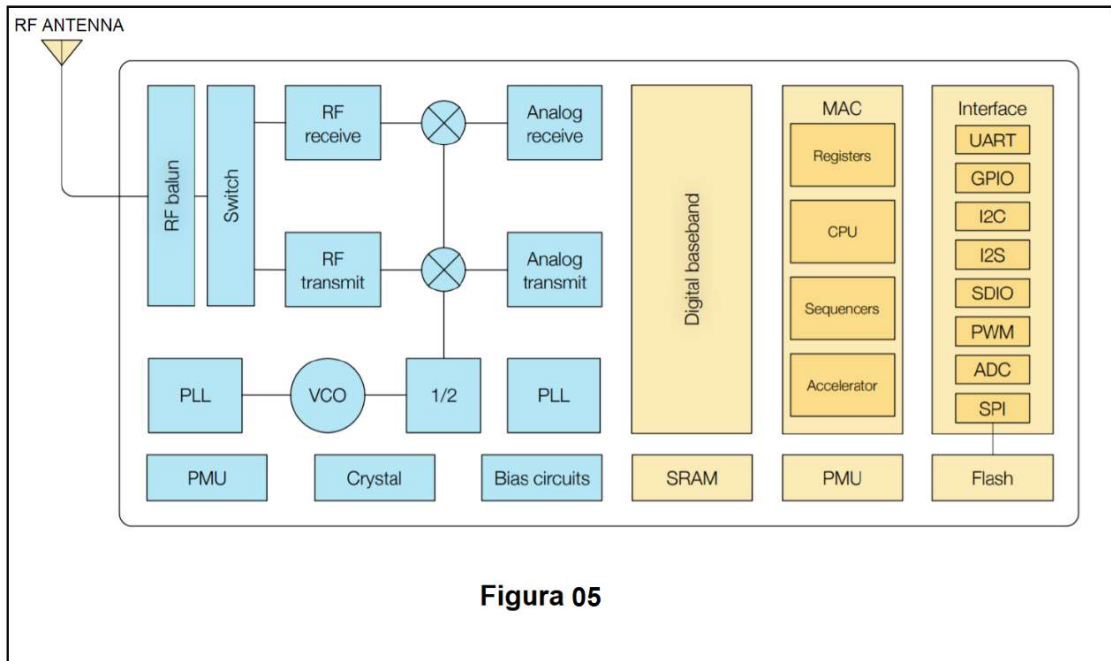 RF ANTENNA
RF balun
Switch
RF
receive
Analog
receive
RF
transmit
Analog
transmit
PLL
VCO
1/2
PLL
PMU
Crystal
Bias circuits
Digital baseband
SRAM
MAC
Registers
CPU
Sequencers
Accelerator
PMU
Interface
UART
GPIO
I2C
I2S
SDIO
PWM
ADC
SPI
Flash
Figura 05